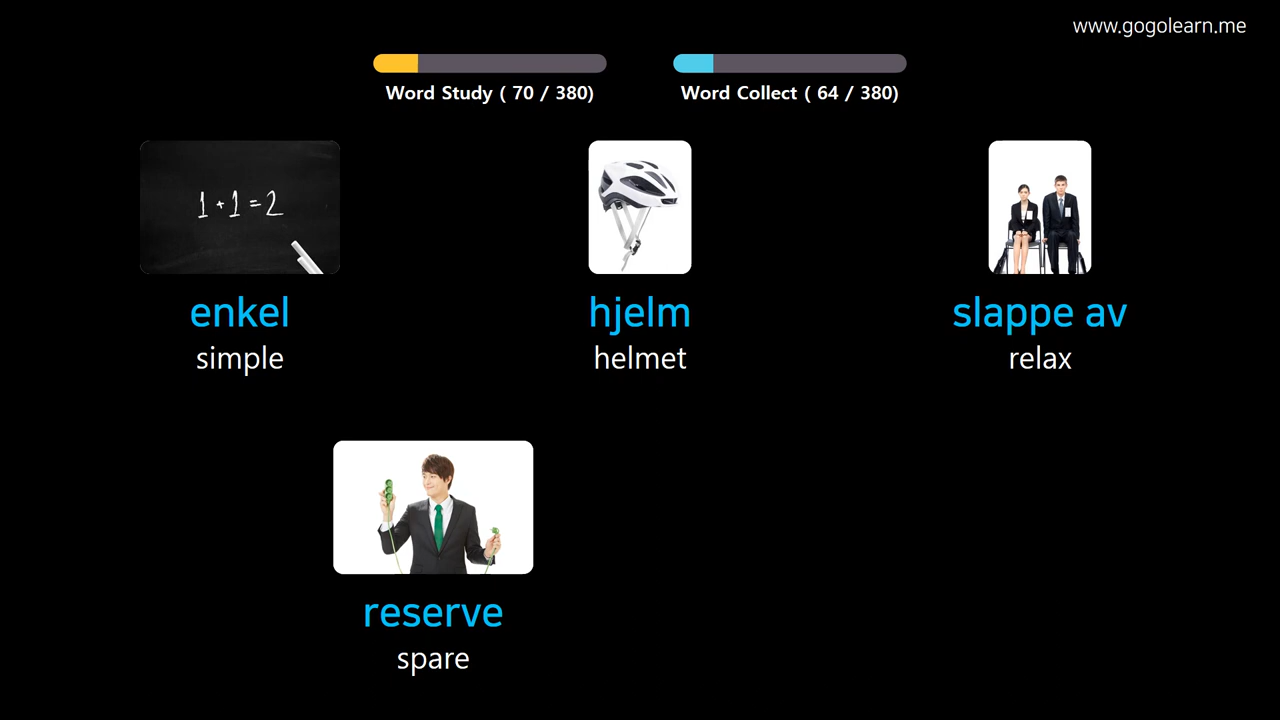 www.gogolearn.me
Word Study ( 70 / 380)
Word Collect ( 64 / 380)
1 + 1 = 2
enkel
simple
hjelm
helmet
slappe av
relax
reserve
spare